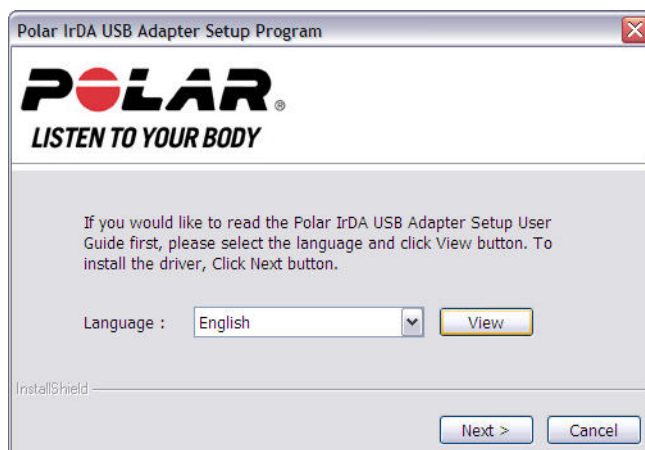 Polar IrDA USB Adapter Setup Program
POLAR®
LISTEN TO YOUR BODY
If you would like to read the Polar IrDA USB Adapter Setup User
Guide first, please select the language and click View button. To
install the driver, Click Next button.
Language : English View
InstallShield
Next > Cancel